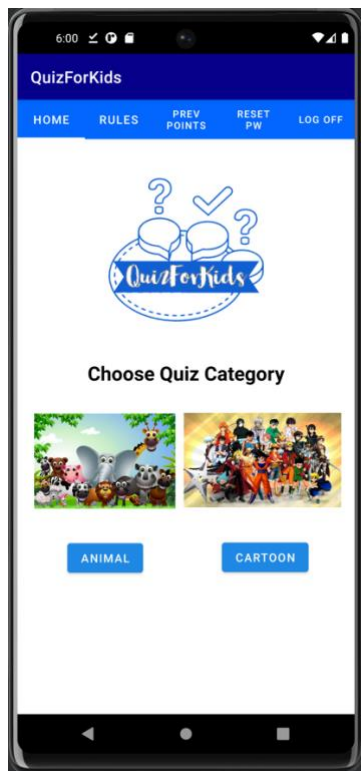 6:00
QuizForKids
HOME RULES PREV POINTS RESET PW LOG OFF
QuizForKids
Choose Quiz Category
ANIMAL CARTOON